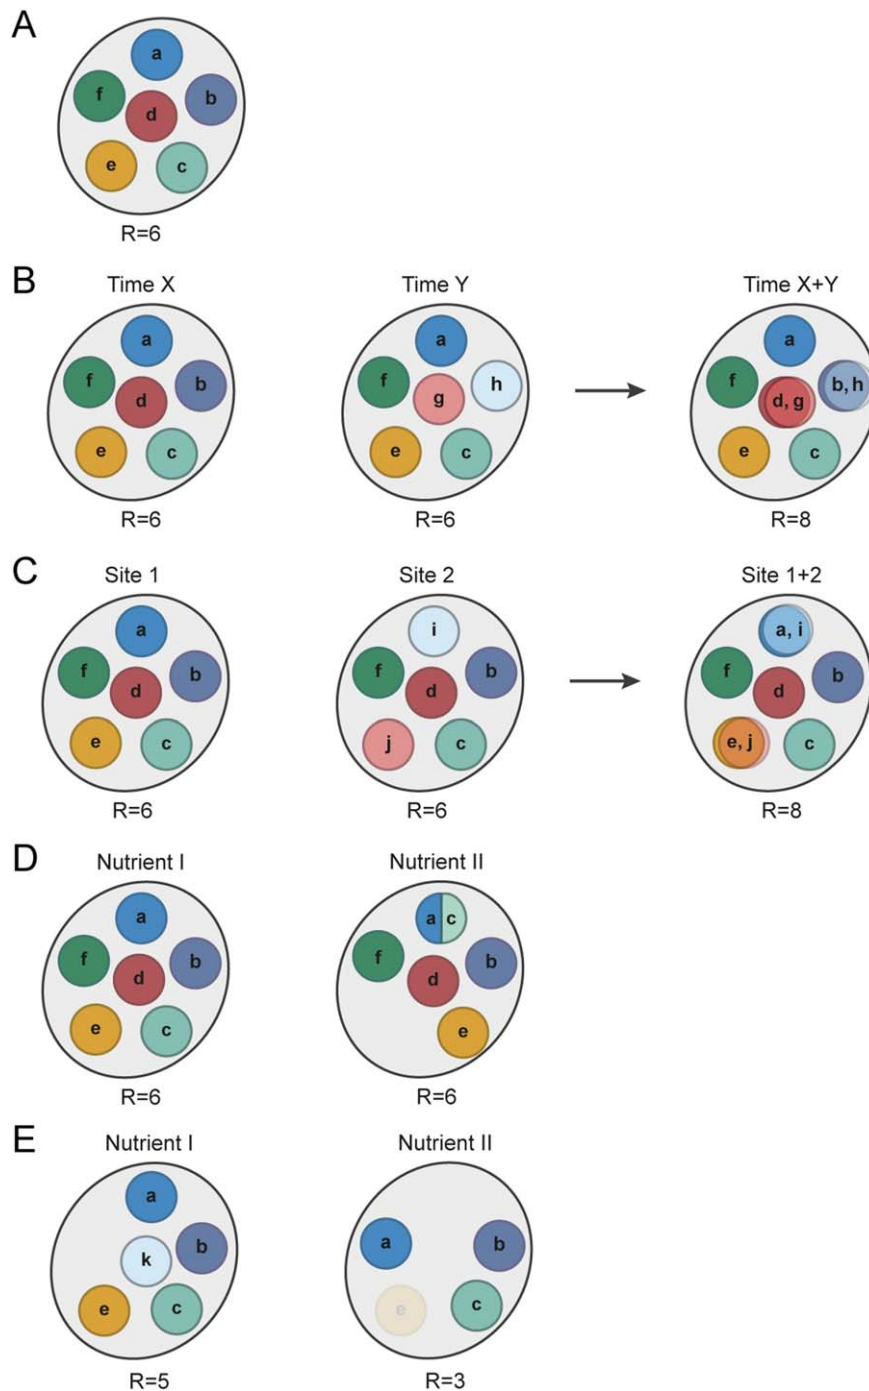 A
a
f
b
d
e
c
R=6
B
Time X
Time Y
Time X+Y
a
a
a
f
b
f
h
f
b, h
d
g
d, g
e
c
e
c
e
c
R=6
R=6
R=8
C
Site 1
Site 2
Site 1+2
a
i
a, i
f
b
f
b
f
b
d
d
d
e
c
j
c
e, j
c
R=6
R=6
R=8
D
Nutrient I
Nutrient II
a
a c
f
b
f
b
d
d
e
c
e
R=6
R=6
E
Nutrient I
Nutrient II
a
b
a
b
k
e
c
e
c
R=5
R=3